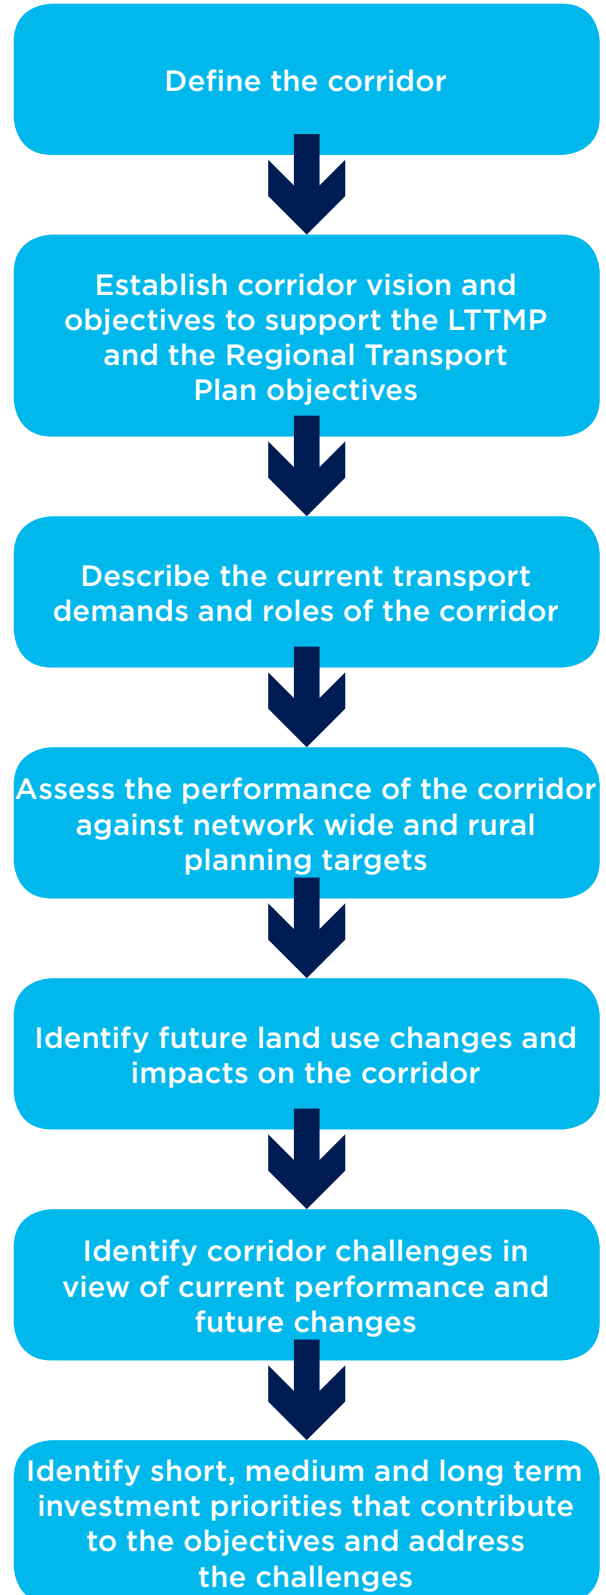 Define the corridor
Establish corridor vision and
objectives to support the LTTMP
and the Regional Transport
Plan objectives
Describe the current transport
demands and roles of the corridor
Assess the performance of the corridor
against network wide and rural
planning targets
Identify future land use changes and
impacts on the corridor
Identify corridor challenges in
view of current performance and
future changes
Identify short, medium and long term
investment priorities that contribute
to the objectives and address
the challenges